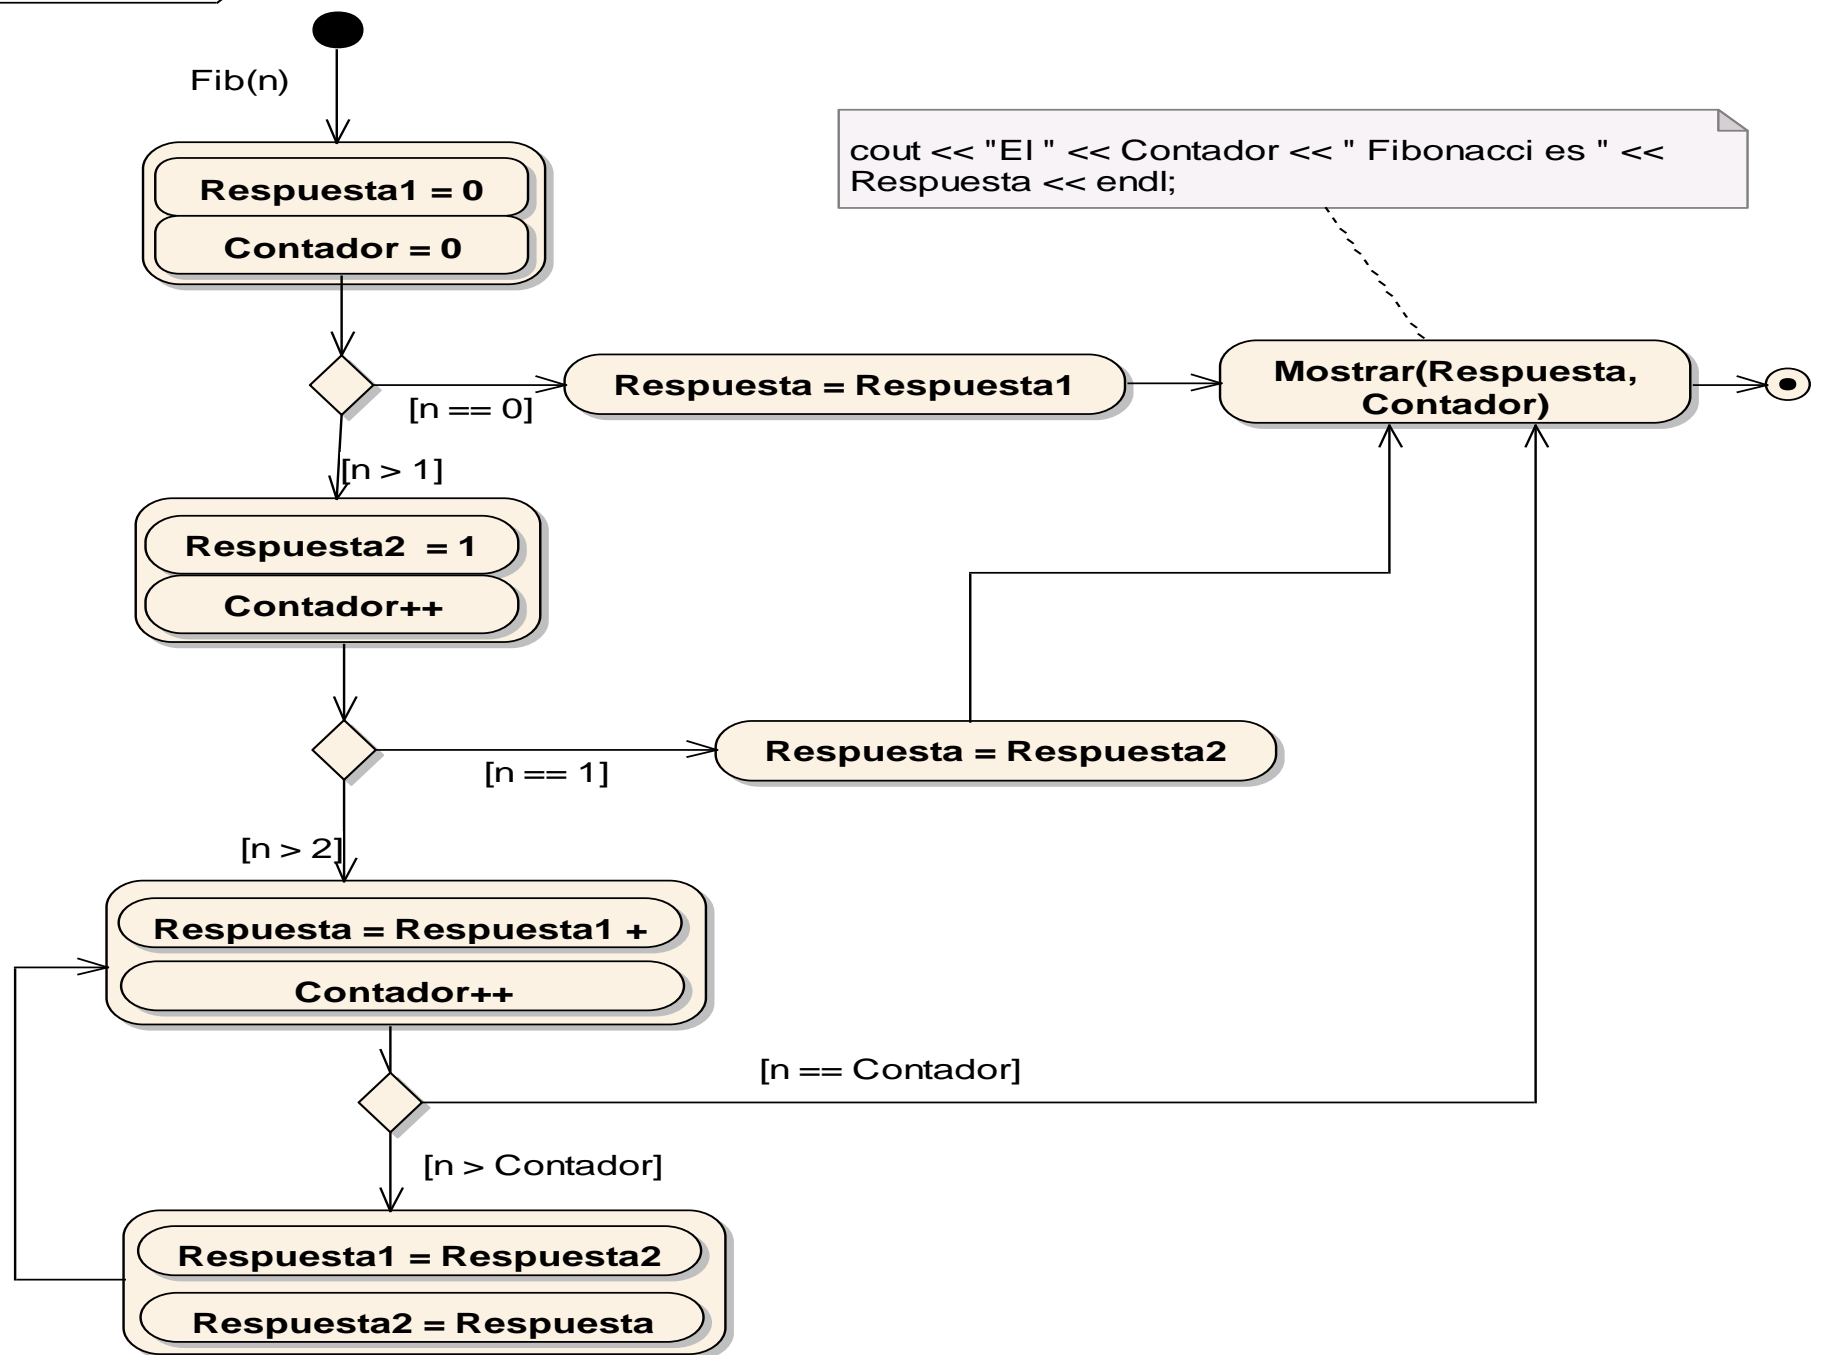 Fib(n)
cout << "El " << Contador << " Fibonacci es " <<
Respuesta << endl;
Respuesta1 = 0
Contador = 0
[n == 0]
Respuesta = Respuesta1
Mostrar(Respuesta,
Contador)
[n > 1]
Respuesta2  = 1
Contador++
[n == 1]
Respuesta = Respuesta2
[n > 2]
Respuesta = Respuesta1 +
Contador++
[n == Contador]
[n > Contador]
Respuesta1 = Respuesta2
Respuesta2 = Respuesta